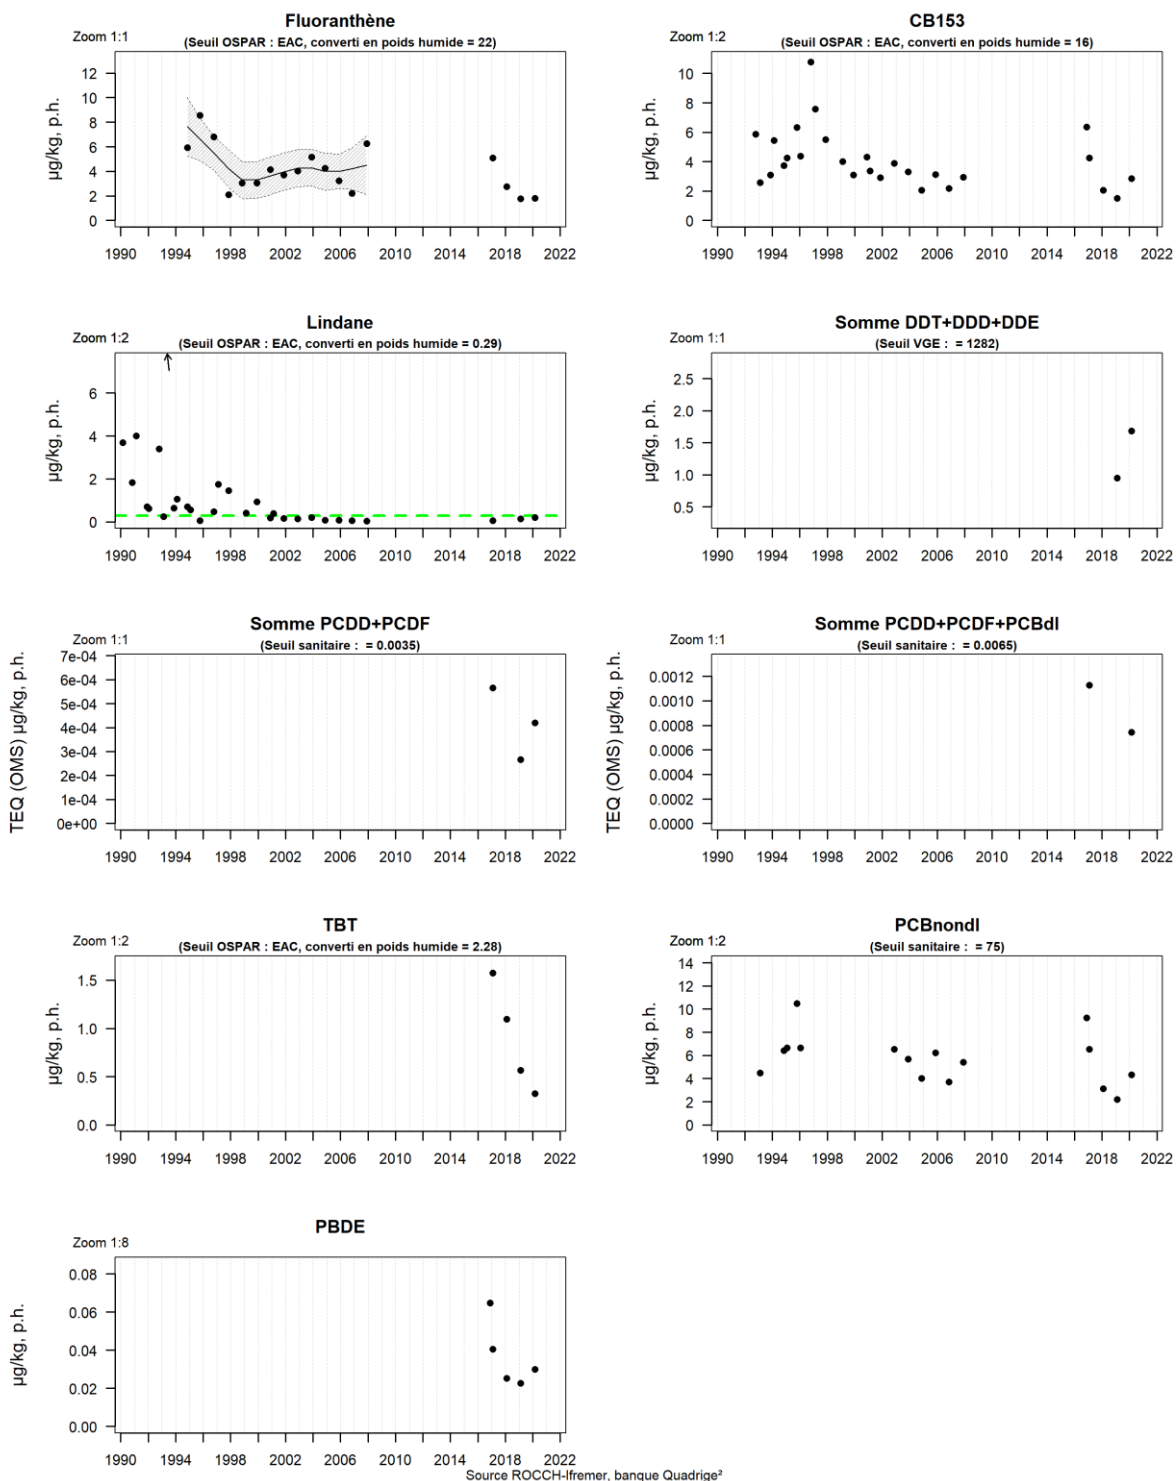 Fluoranthène
Zoom 1:1
(Seuil OSPAR : EAC, converti en poids humide = 22)
µg/kg, p.h.
12
10
8
6
4
2
0
1990 1994 1998 2002 2006 2010 2014 2018 2022
CB153
Zoom 1:2
(Seuil OSPAR : EAC, converti en poids humide = 16)
µg/kg, p.h.
10
8
6
4
2
0
1990 1994 1998 2002 2006 2010 2014 2018 2022
Lindane
Zoom 1:2
(Seuil OSPAR : EAC, converti en poids humide = 0.29)
µg/kg, p.h.
6
4
2
0
1990 1994 1998 2002 2006 2010 2014 2018 2022
Somme DDT+DDD+DDE
Zoom 1:1
(Seuil VGE :  = 1282)
µg/kg, p.h.
2.5
2.0
1.5
1.0
0.5
1990 1994 1998 2002 2006 2010 2014 2018 2022
Somme PCDD+PCDF
Zoom 1:1
(Seuil sanitaire :  = 0.0035)
TEQ (OMS) µg/kg, p.h.
7e-04
6e-04
5e-04
4e-04
3e-04
2e-04
1e-04
0e+00
1990 1994 1998 2002 2006 2010 2014 2018 2022
Somme PCDD+PCDF+PCBdl
Zoom 1:1
(Seuil sanitaire :  = 0.0065)
TEQ (OMS) µg/kg, p.h.
0.0012
0.0010
0.0008
0.0006
0.0004
0.0002
0.0000
1990 1994 1998 2002 2006 2010 2014 2018 2022
TBT
Zoom 1:2
(Seuil OSPAR : EAC, converti en poids humide = 2.28)
µg/kg, p.h.
1.5
1.0
0.5
0.0
1990 1994 1998 2002 2006 2010 2014 2018 2022
PCBnondl
Zoom 1:2
(Seuil sanitaire :  = 75)
µg/kg, p.h.
14
12
10
8
6
4
2
0
1990 1994 1998 2002 2006 2010 2014 2018 2022
PBDE
Zoom 1:8
µg/kg, p.h.
0.08
0.06
0.04
0.02
0.00
1990 1994 1998 2002 2006 2010 2014 2018 2022
Source ROCCH-Ifremer, banque Quadrige²